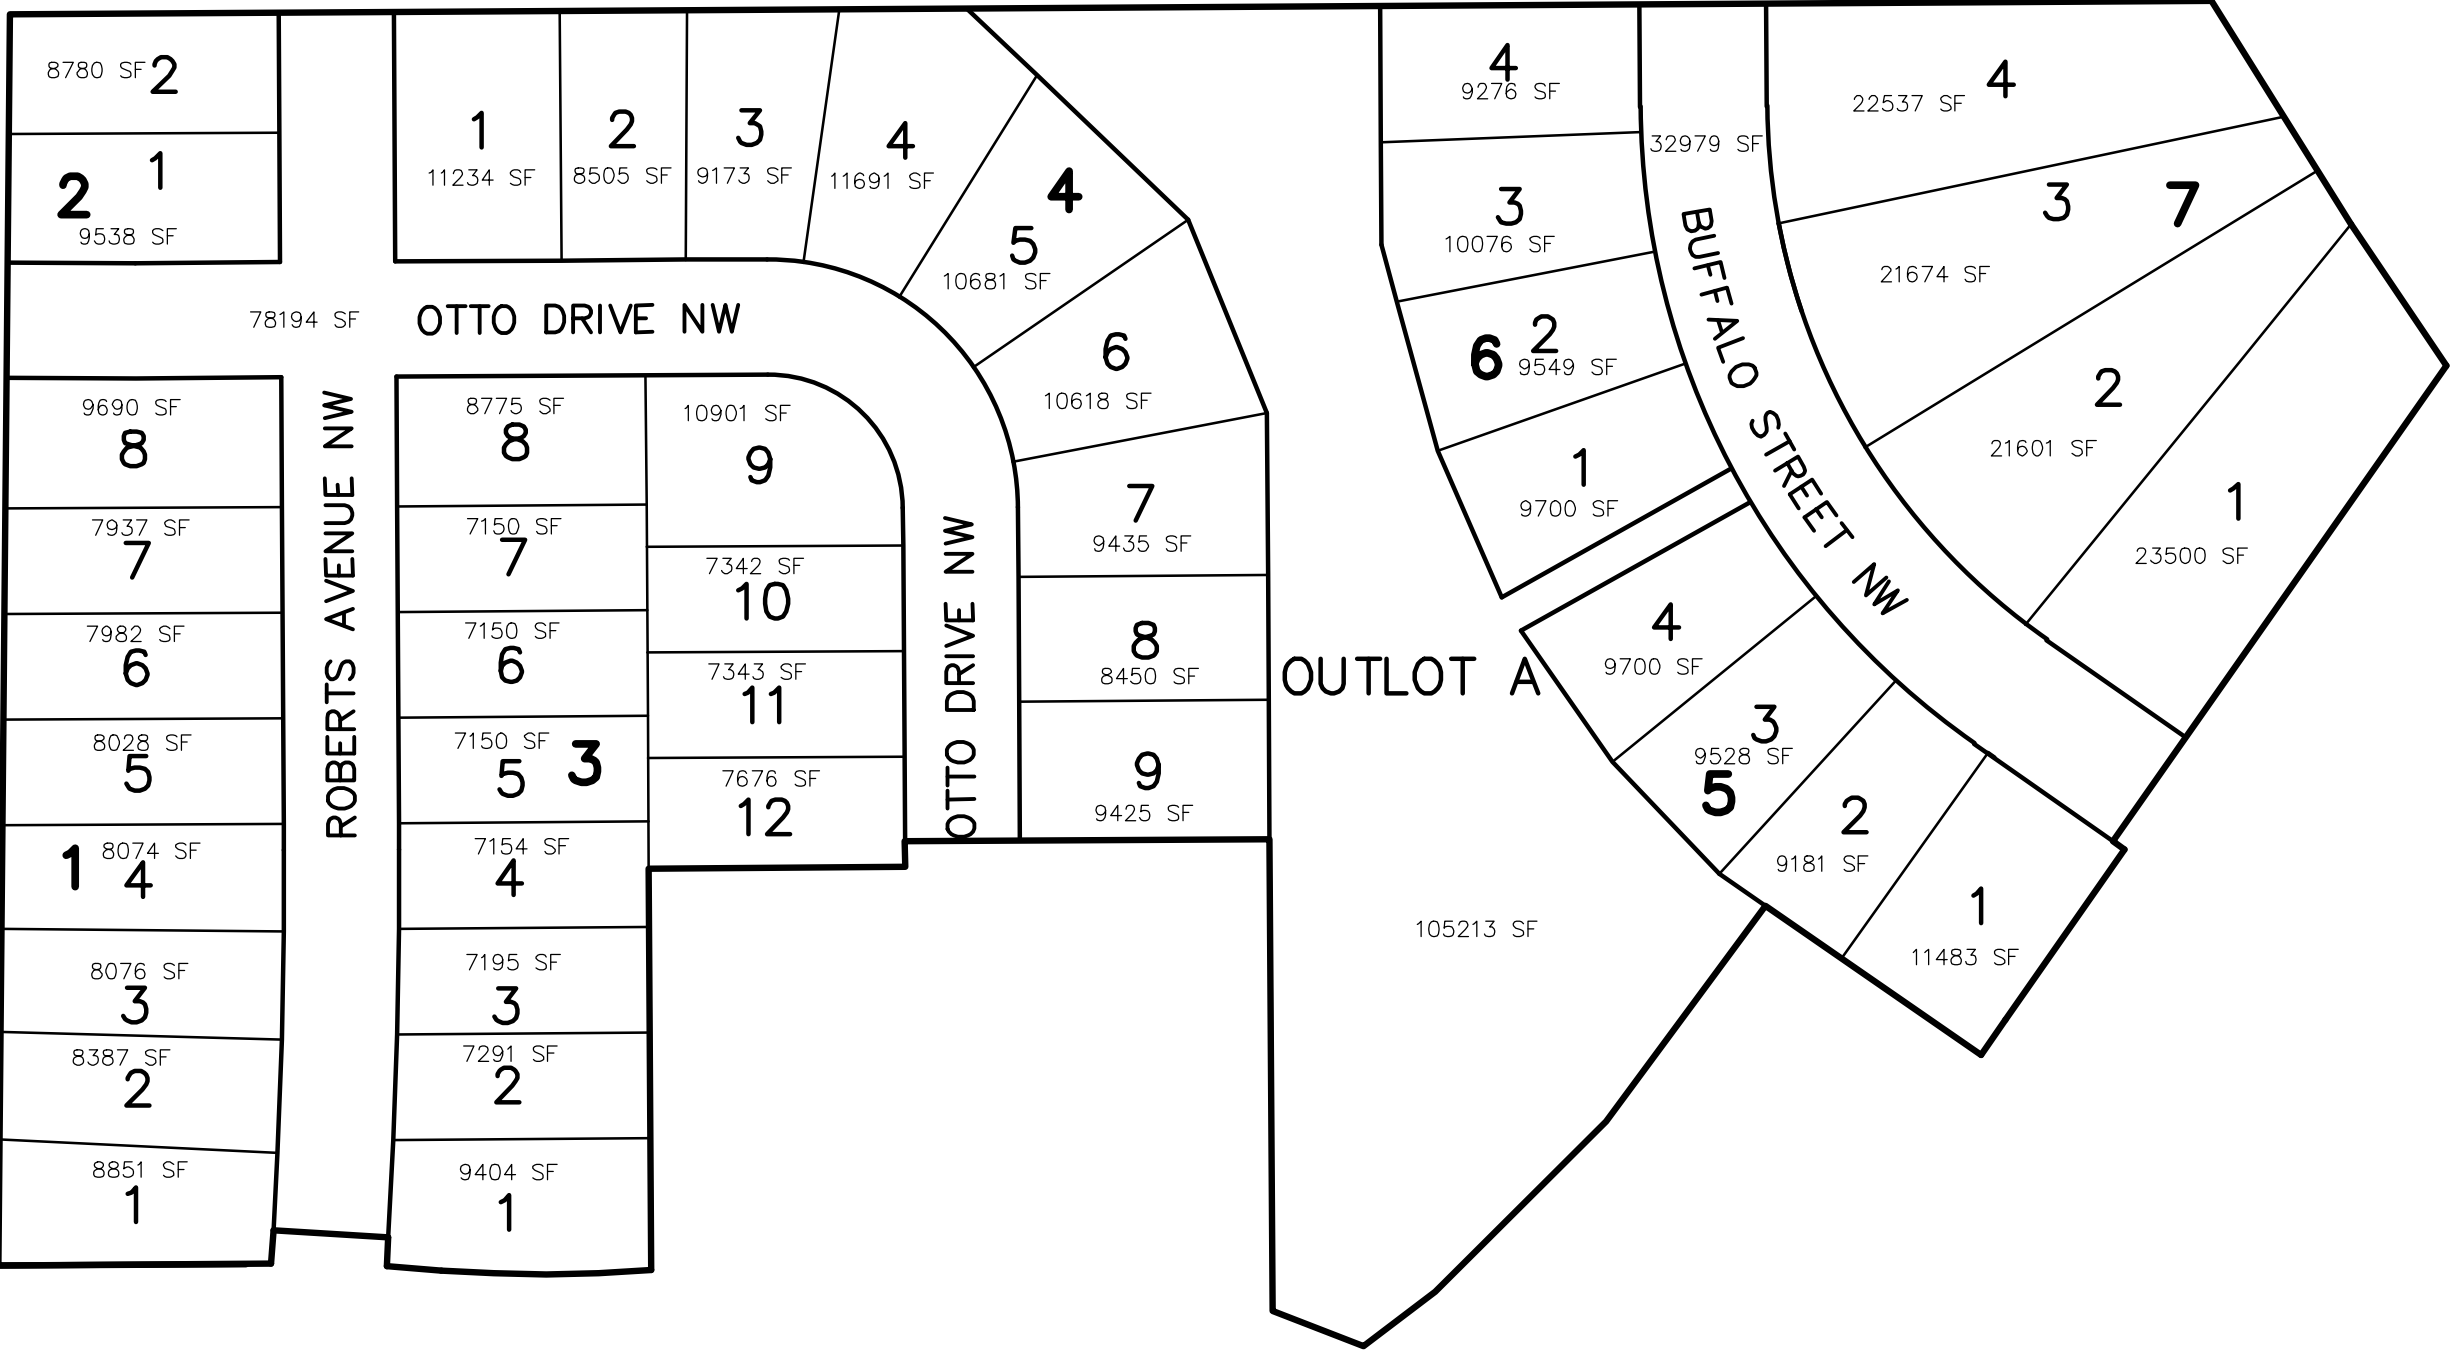 8780 SF 2
1
2
9538 SF
1
11234 SF
2
8505 SF
3
9173 SF
4
11691 SF
4
5
10681 SF
6
10618 SF
7
9435 SF
8
8450 SF
9
9425 SF
78194 SF
OTTO DRIVE NW
OTTO DRIVE NW
ROBERTS AVENUE NW
9690 SF
8
7937 SF
7
7982 SF
6
8028 SF
5
1
8074 SF
4
8076 SF
3
8387 SF
2
8851 SF
1
8775 SF
8
7150 SF
7
7150 SF
6
7150 SF
5
3
7154 SF
4
7195 SF
3
7291 SF
2
9404 SF
1
10901 SF
9
7342 SF
10
7343 SF
11
7676 SF
12
OUTLOT A
105213 SF
4
9276 SF
3
10076 SF
6
2
9549 SF
1
9700 SF
32979 SF
BUFFALO STREET NW
4
9700 SF
3
9528 SF
5
2
9181 SF
1
11483 SF
4
22537 SF
3
7
21674 SF
2
21601 SF
1
23500 SF